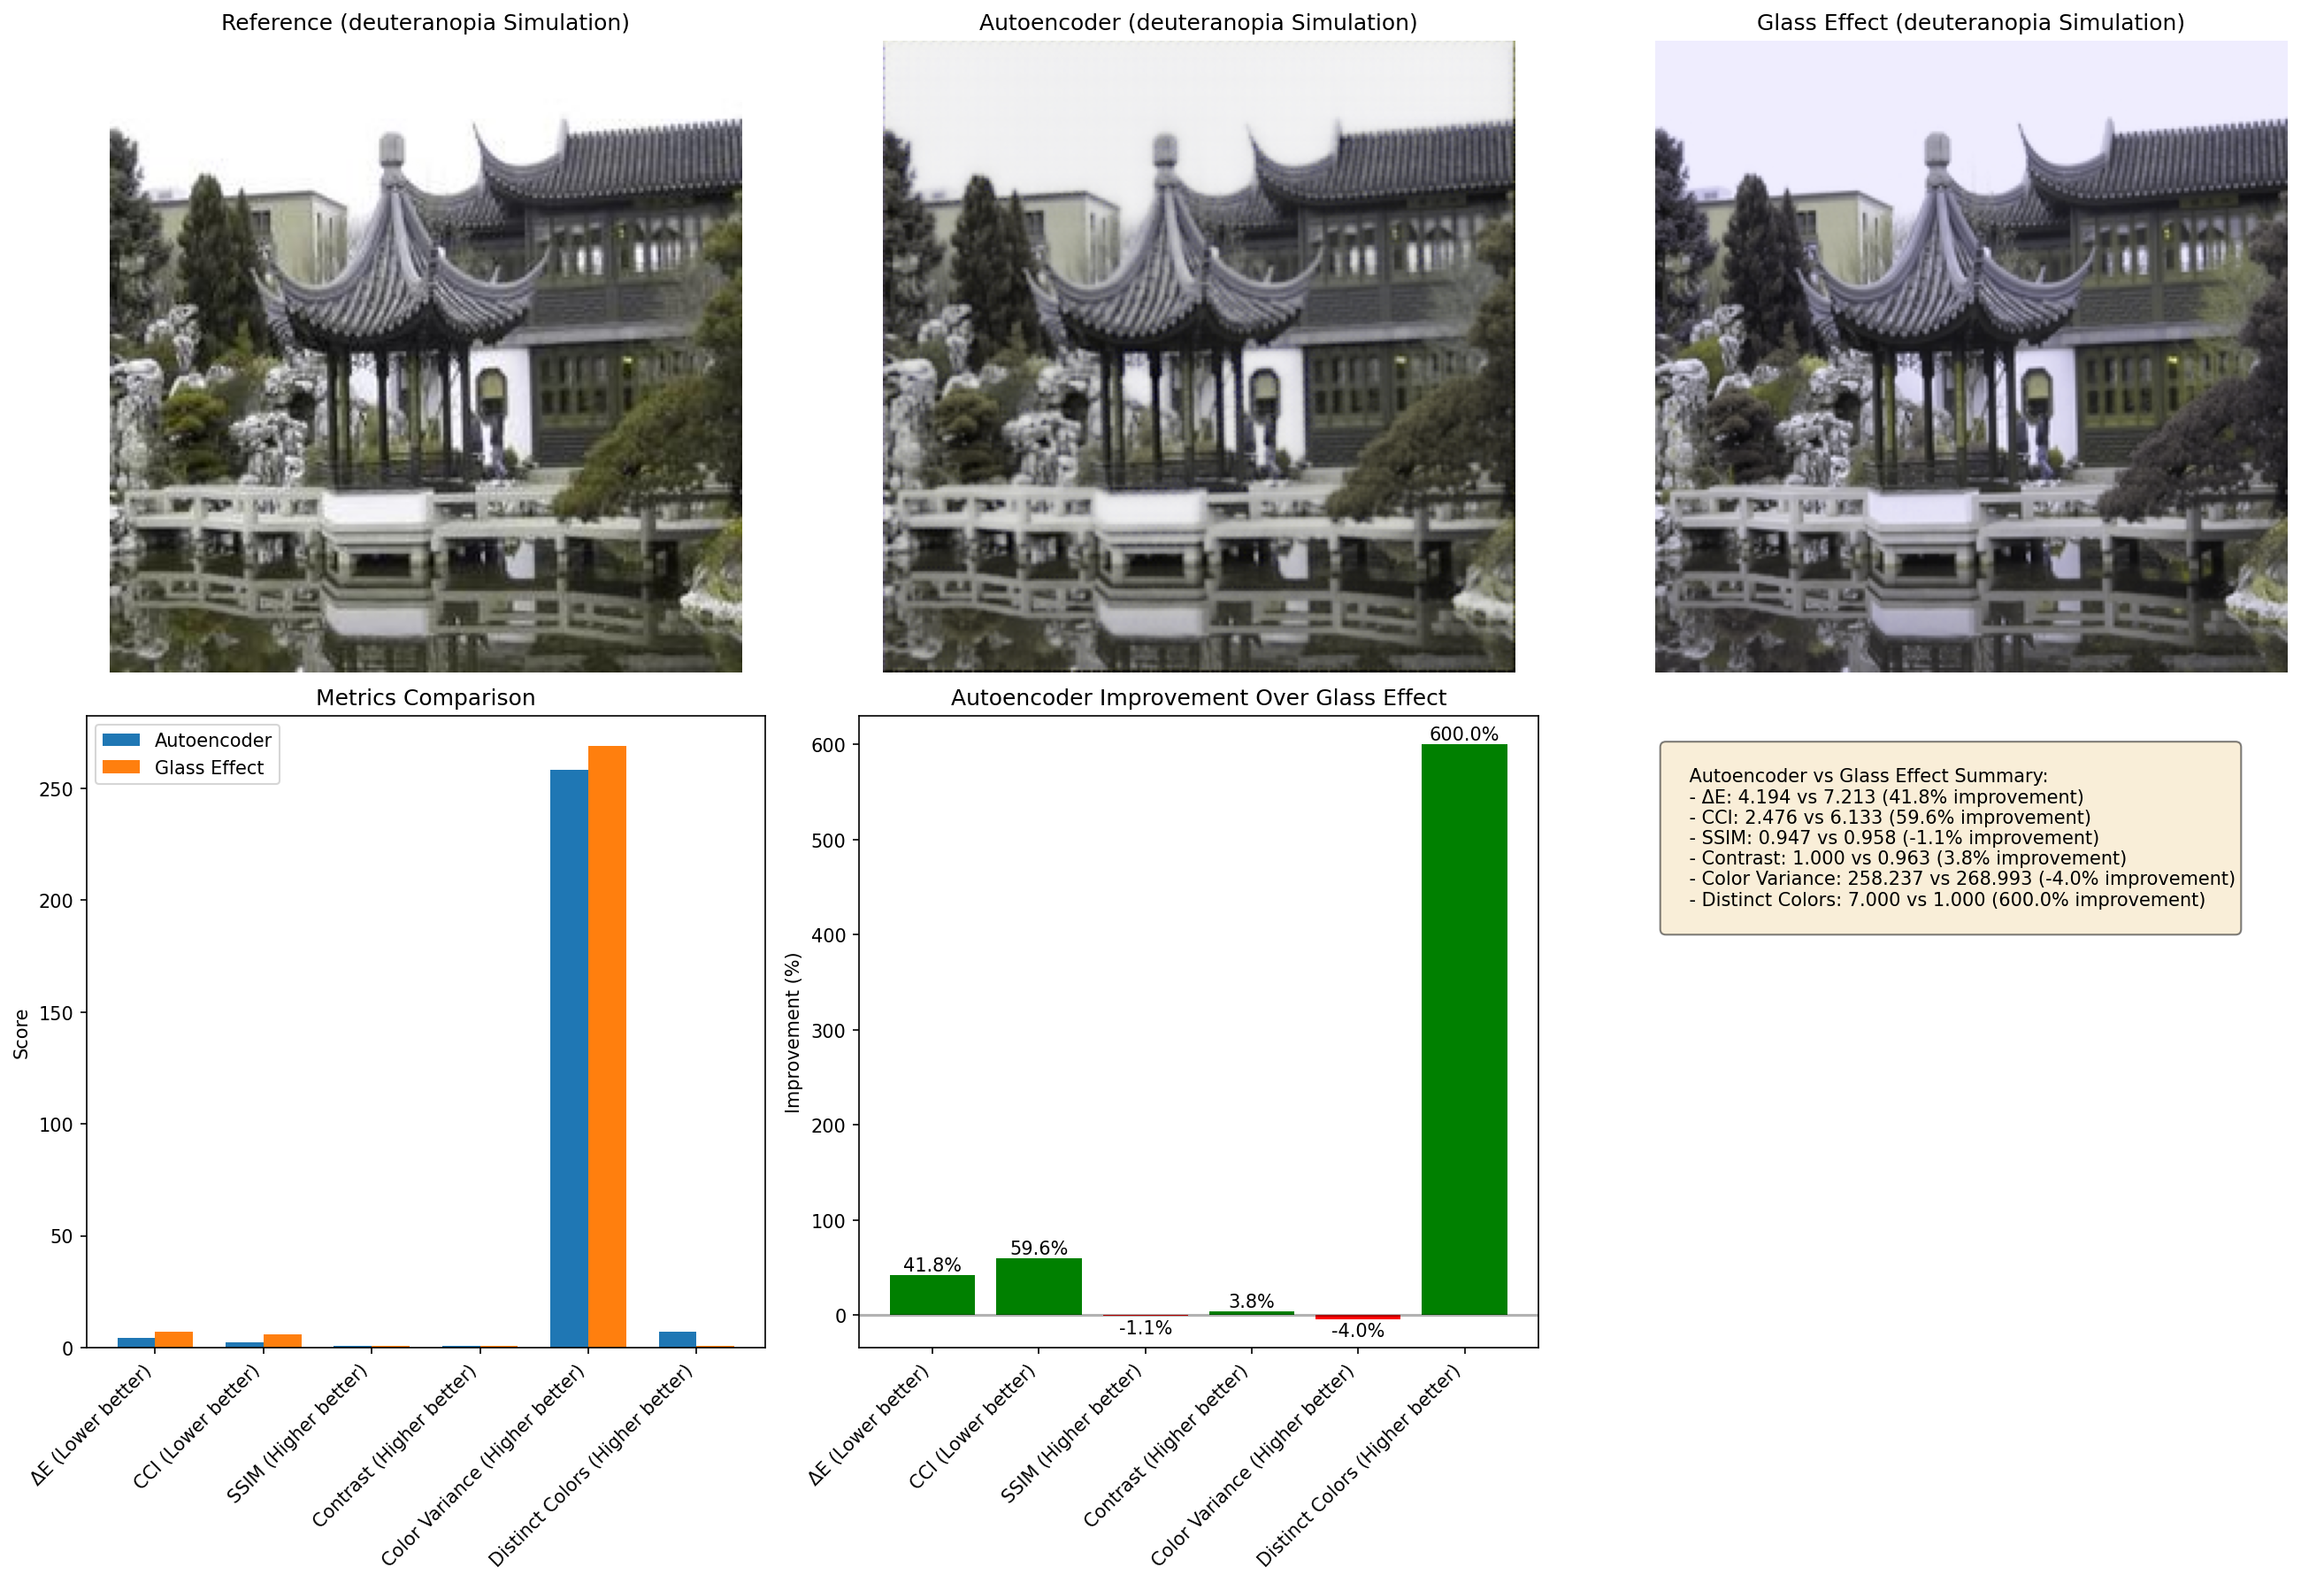 Reference (deuteranopia Simulation)
Autoencoder (deuteranopia Simulation)
Glass Effect (deuteranopia Simulation)
Metrics Comparison
Autoencoder
Glass Effect
Score
250
200
150
100
50
0
ΔE (Lower better)
CCI (Lower better)
SSIM (Higher better)
Contrast (Higher better)
Color Variance (Higher better)
Distinct Colors (Higher better)
Autoencoder Improvement Over Glass Effect
Improvement (%)
600
500
400
300
200
100
0
41.8%
59.6%
-1.1%
3.8%
-4.0%
600.0%
ΔE (Lower better)
CCI (Lower better)
SSIM (Higher better)
Contrast (Higher better)
Color Variance (Higher better)
Distinct Colors (Higher better)
Autoencoder vs Glass Effect Summary:
- ΔE: 4.194 vs 7.213 (41.8% improvement)
- CCI: 2.476 vs 6.133 (59.6% improvement)
- SSIM: 0.947 vs 0.958 (-1.1% improvement)
- Contrast: 1.000 vs 0.963 (3.8% improvement)
- Color Variance: 258.237 vs 268.993 (-4.0% improvement)
- Distinct Colors: 7.000 vs 1.000 (600.0% improvement)